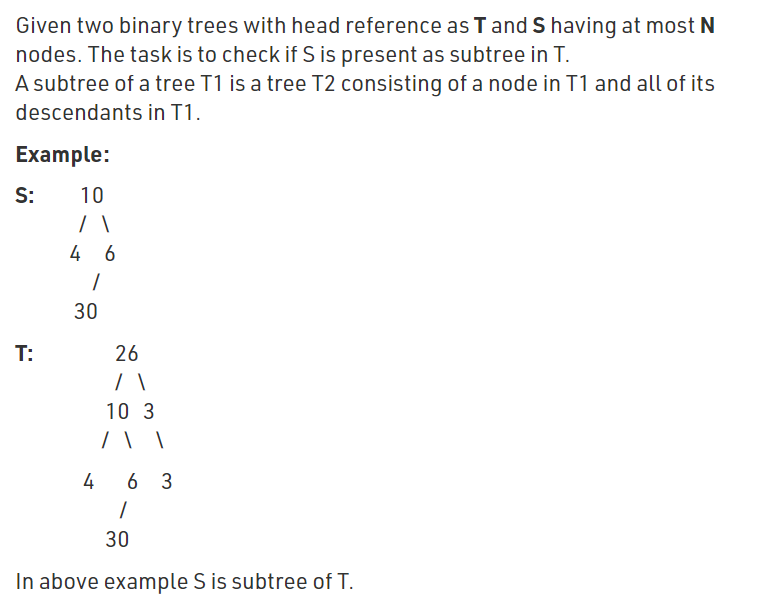 Given two binary trees with head reference as T and S having at most N
nodes. The task is to check if S is present as subtree in T.
A subtree of a tree T1 is a tree T2 consisting of a node in T1 and all of its
descendants in T1.
Example:
S: 10
/ \
4 6
/
30
T: 26
/ \
10 3
/ \ \
4 6 3
/
30
In above example S is subtree of T.